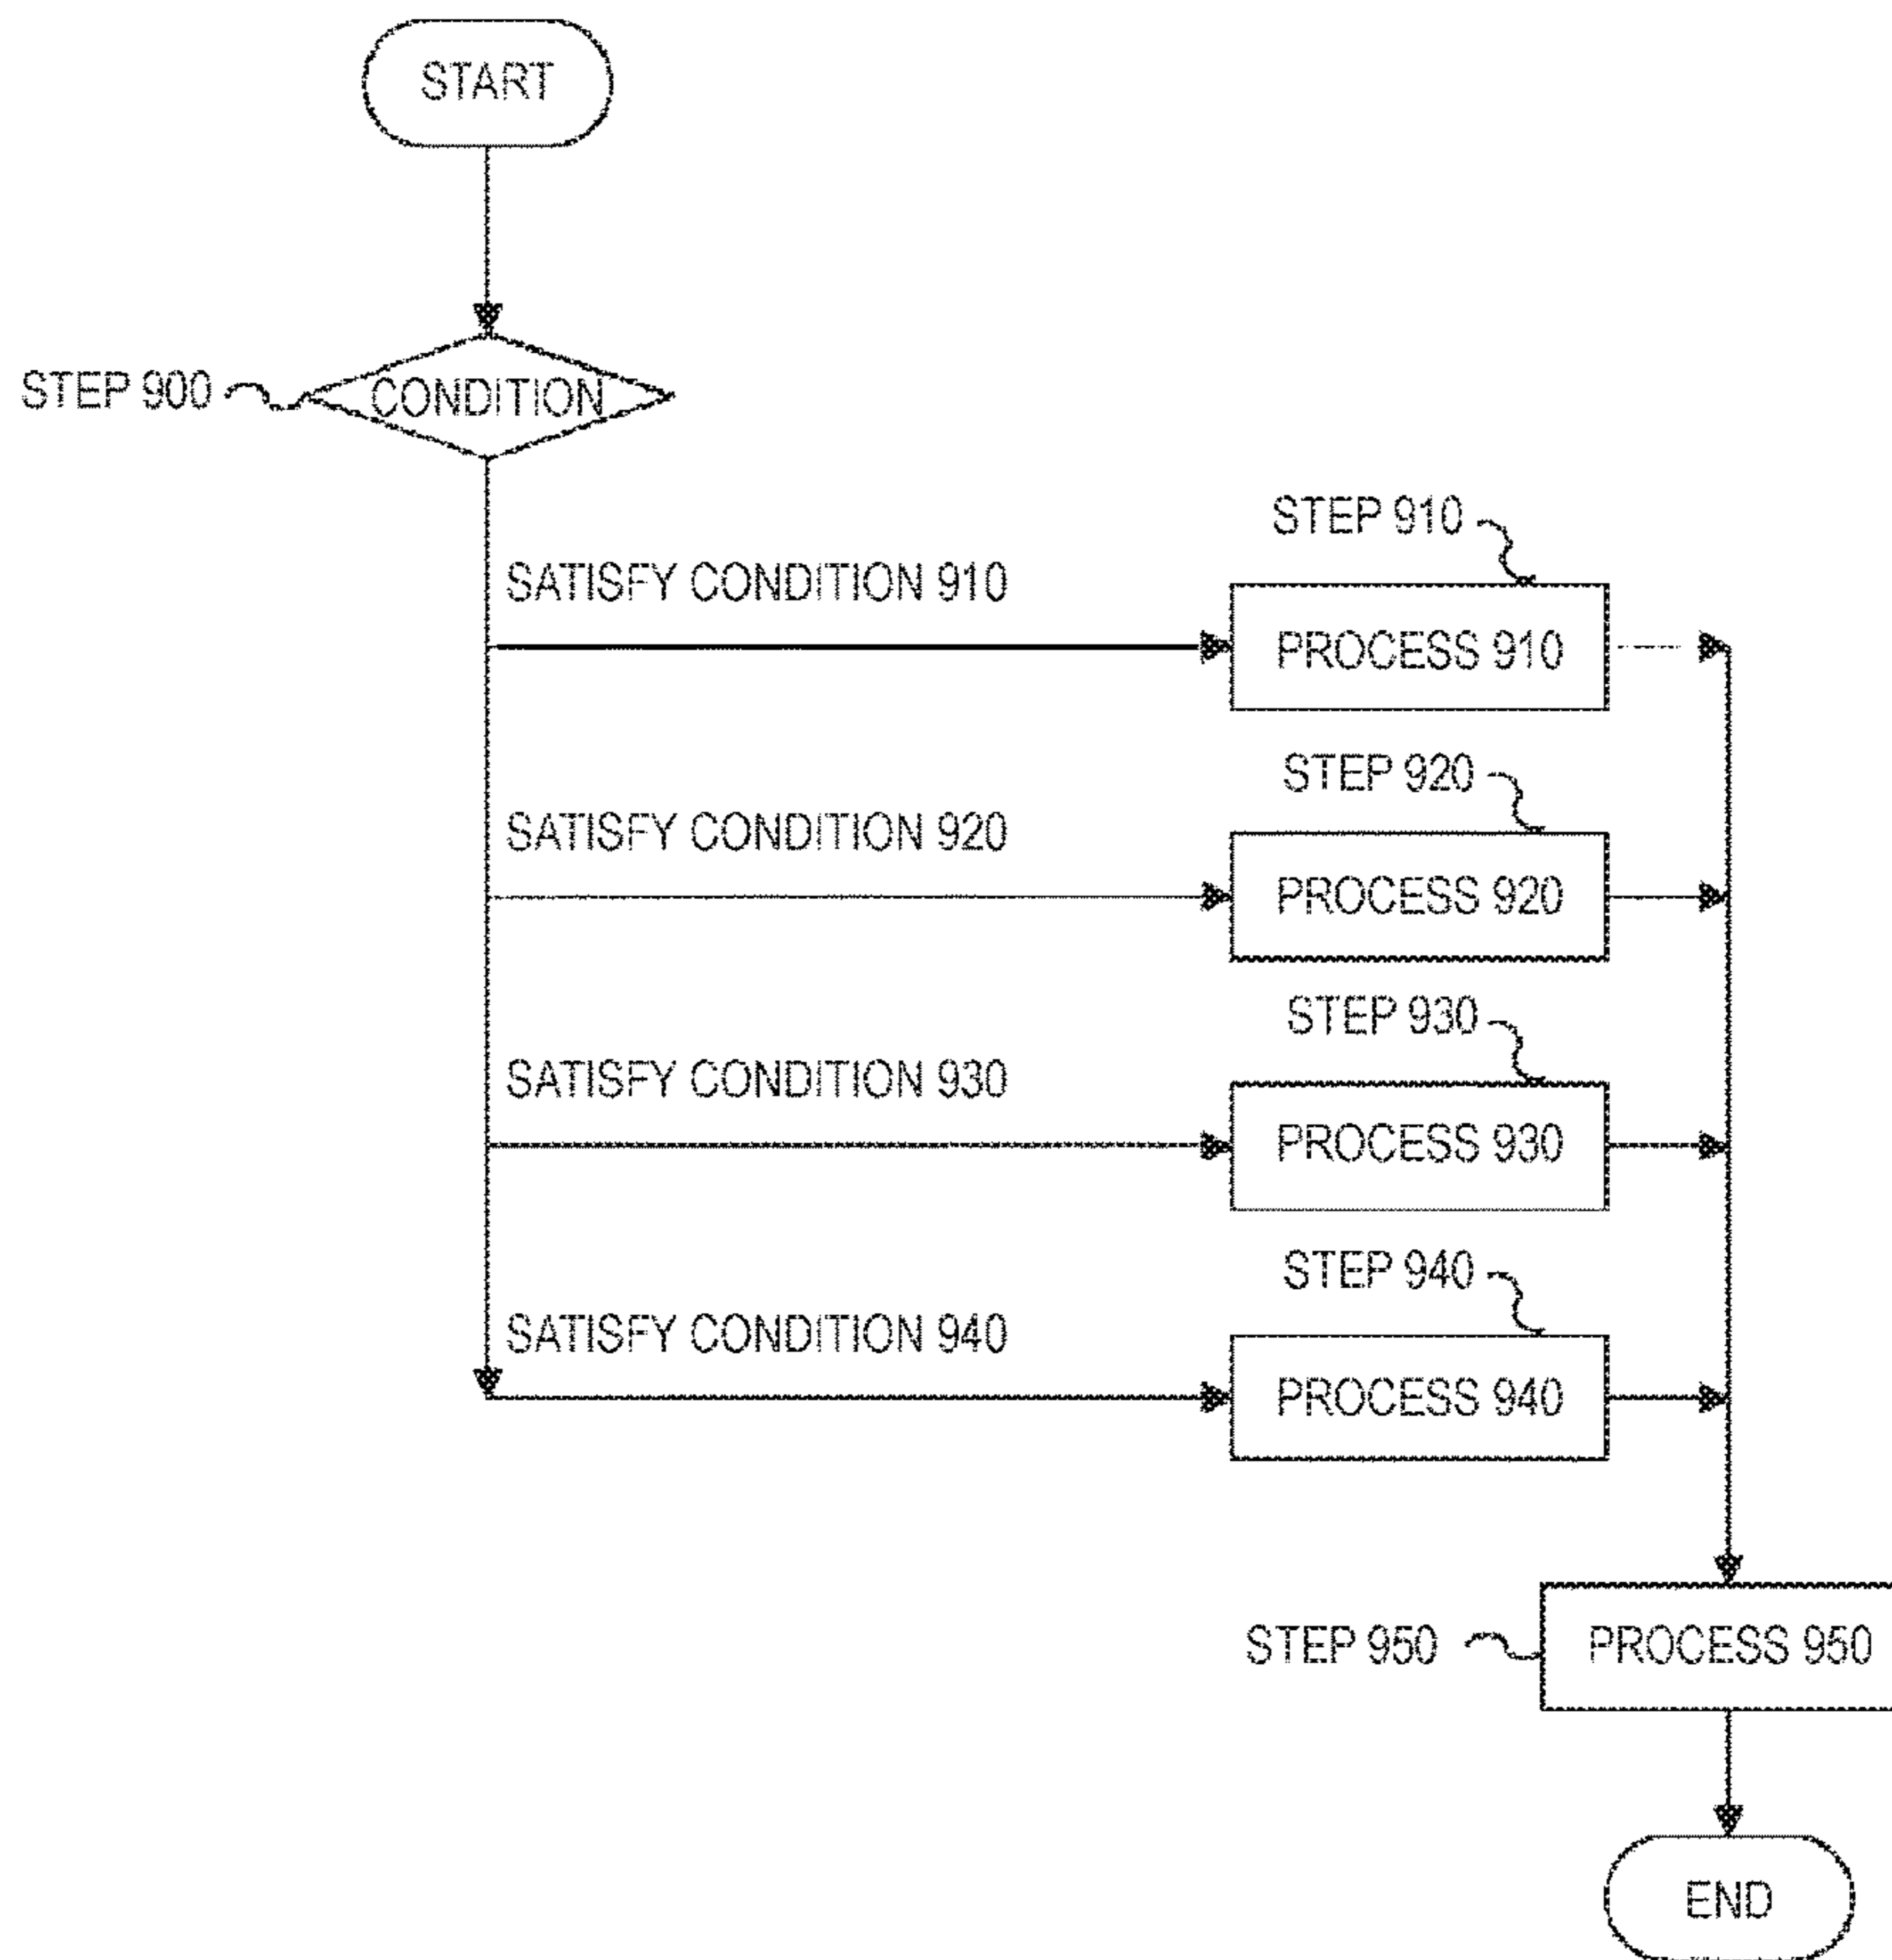 START
STEP 900
CONDITION
STEP 910
SATISFY CONDITION 910
PROCESS 910
STEP 920
SATISFY CONDITION 920
PROCESS 920
STEP 930
SATISFY CONDITION 930
PROCESS 930
STEP 940
SATISFY CONDITION 940
PROCESS 940
STEP 950
PROCESS 950
END